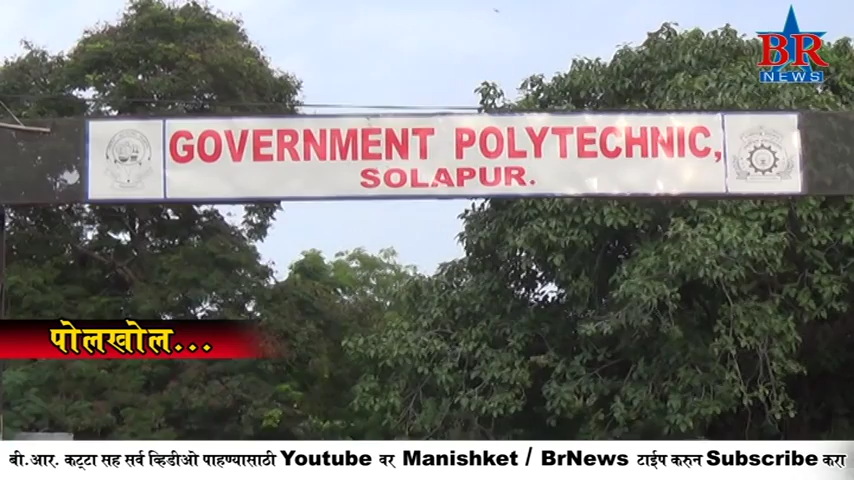 BR
NEWS
GOVERNMENT POLYTECHNIC,
SOLAPUR.
पोलखोल...
बी.आर. कट्टा सह सर्व व्हिडीओ पाहण्यासाठी Youtube वर Manishket / BrNews टाईप करुन Subscribe करा